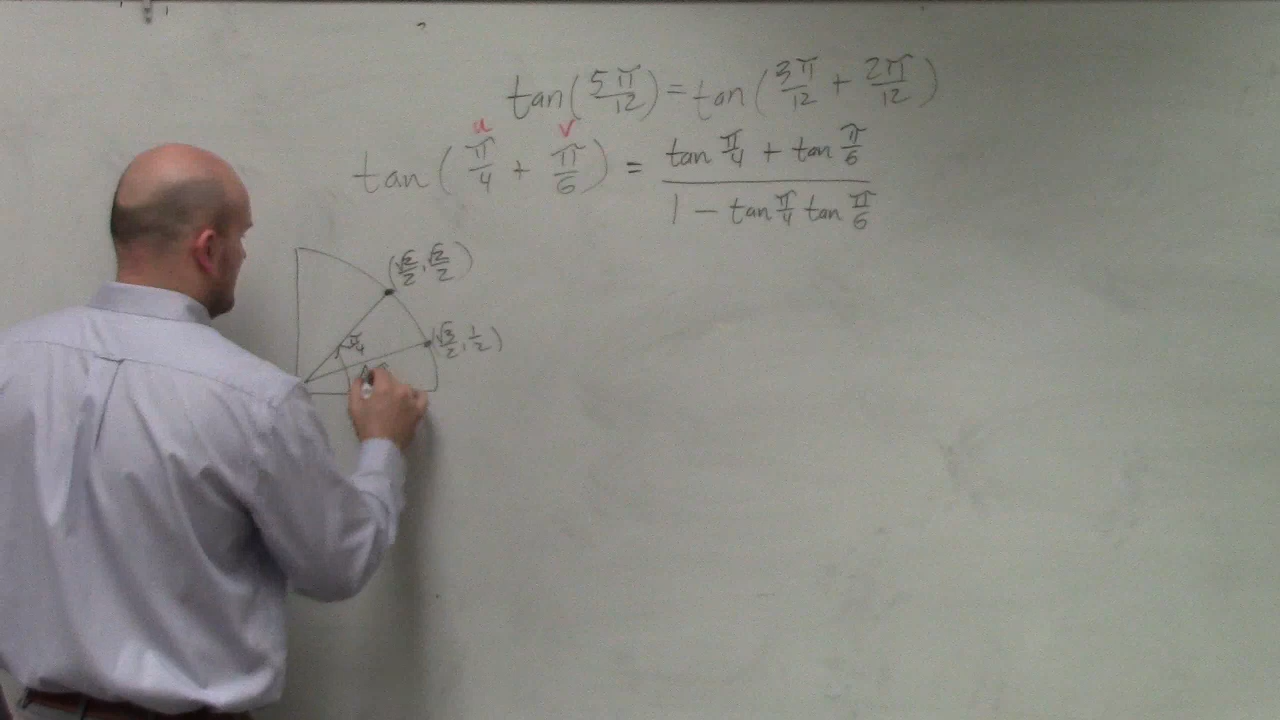 tan(5π/12) = tan(3π/12 + 2π/12)
u v
tan(π/4 + π/6) = (tan π/4 + tan π/6)/(1 − tan π/4 tan π/6)
(√2/2, √2/2)
(√3/2, 1/2)
π/4